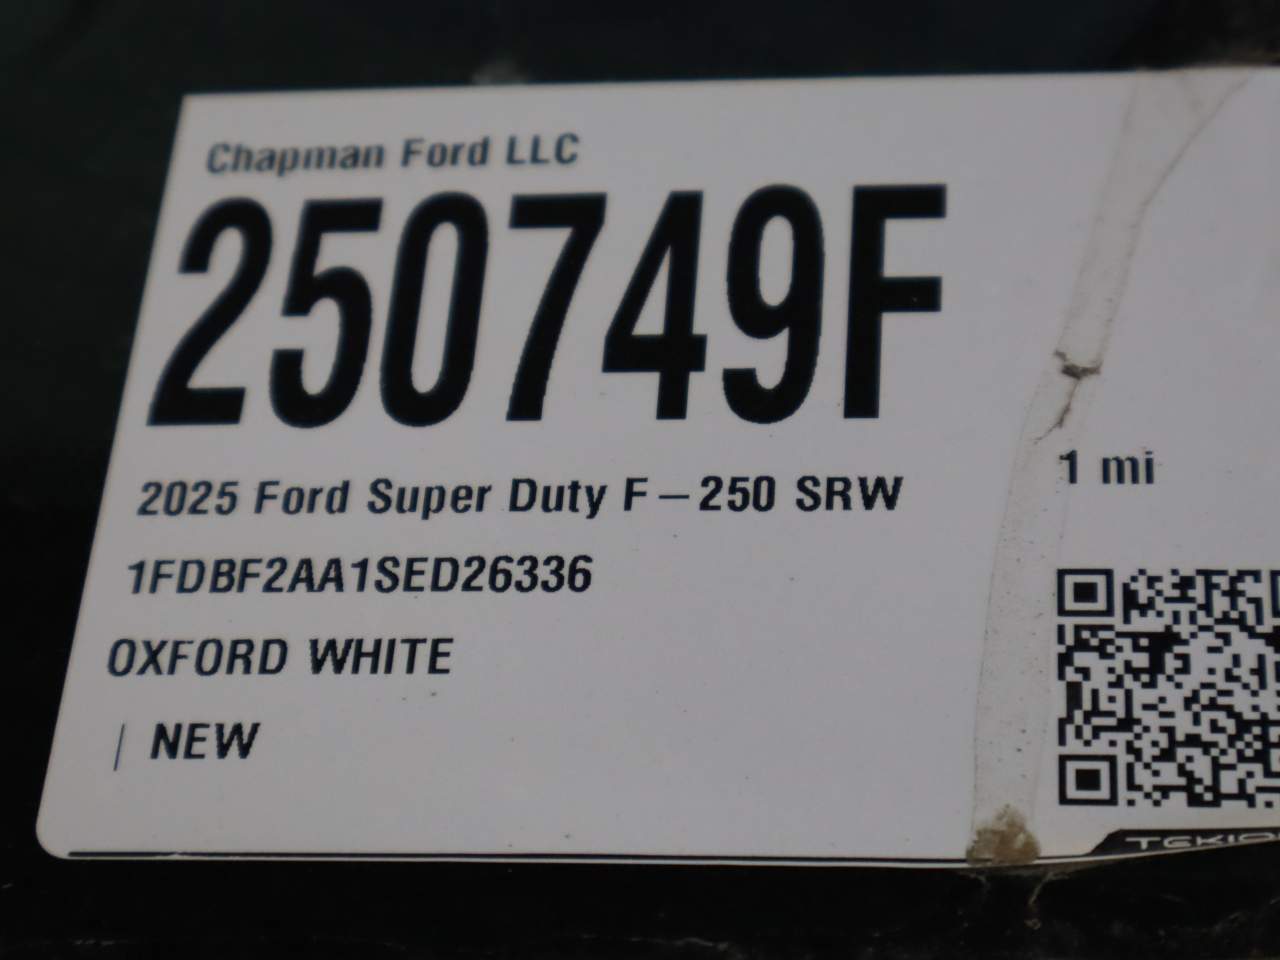 Chapman Ford LLC
250749F
2025 Ford Super Duty F-250 SRW
1 mi
1FDBF2AA1SED26336
OXFORD WHITE
| NEW